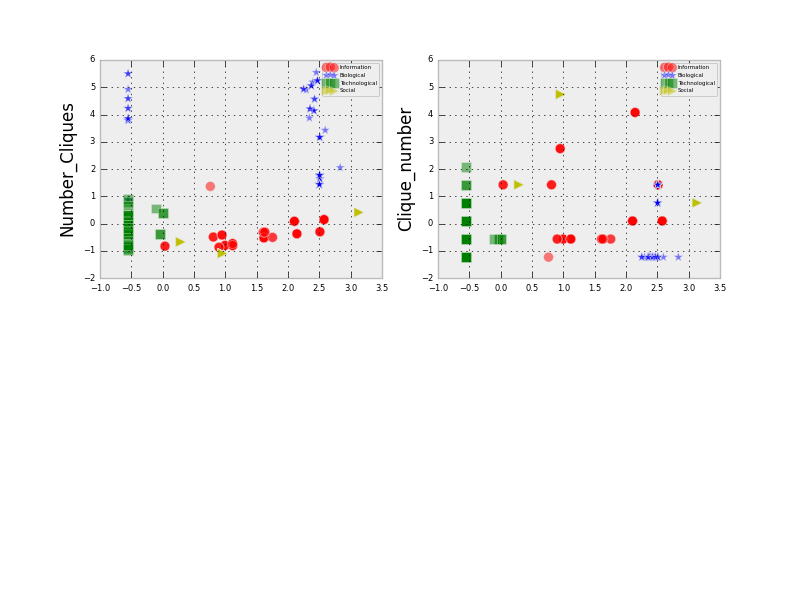 Number_Cliques
6
5
4
3
2
1
0
−1
−2
−1.0 −0.5 0.0 0.5 1.0 1.5 2.0 2.5 3.0 3.5
Information
Biological
Technological
Social
Clique_number
6
5
4
3
2
1
0
−1
−2
−1.0 −0.5 0.0 0.5 1.0 1.5 2.0 2.5 3.0 3.5
Information
Biological
Technological
Social